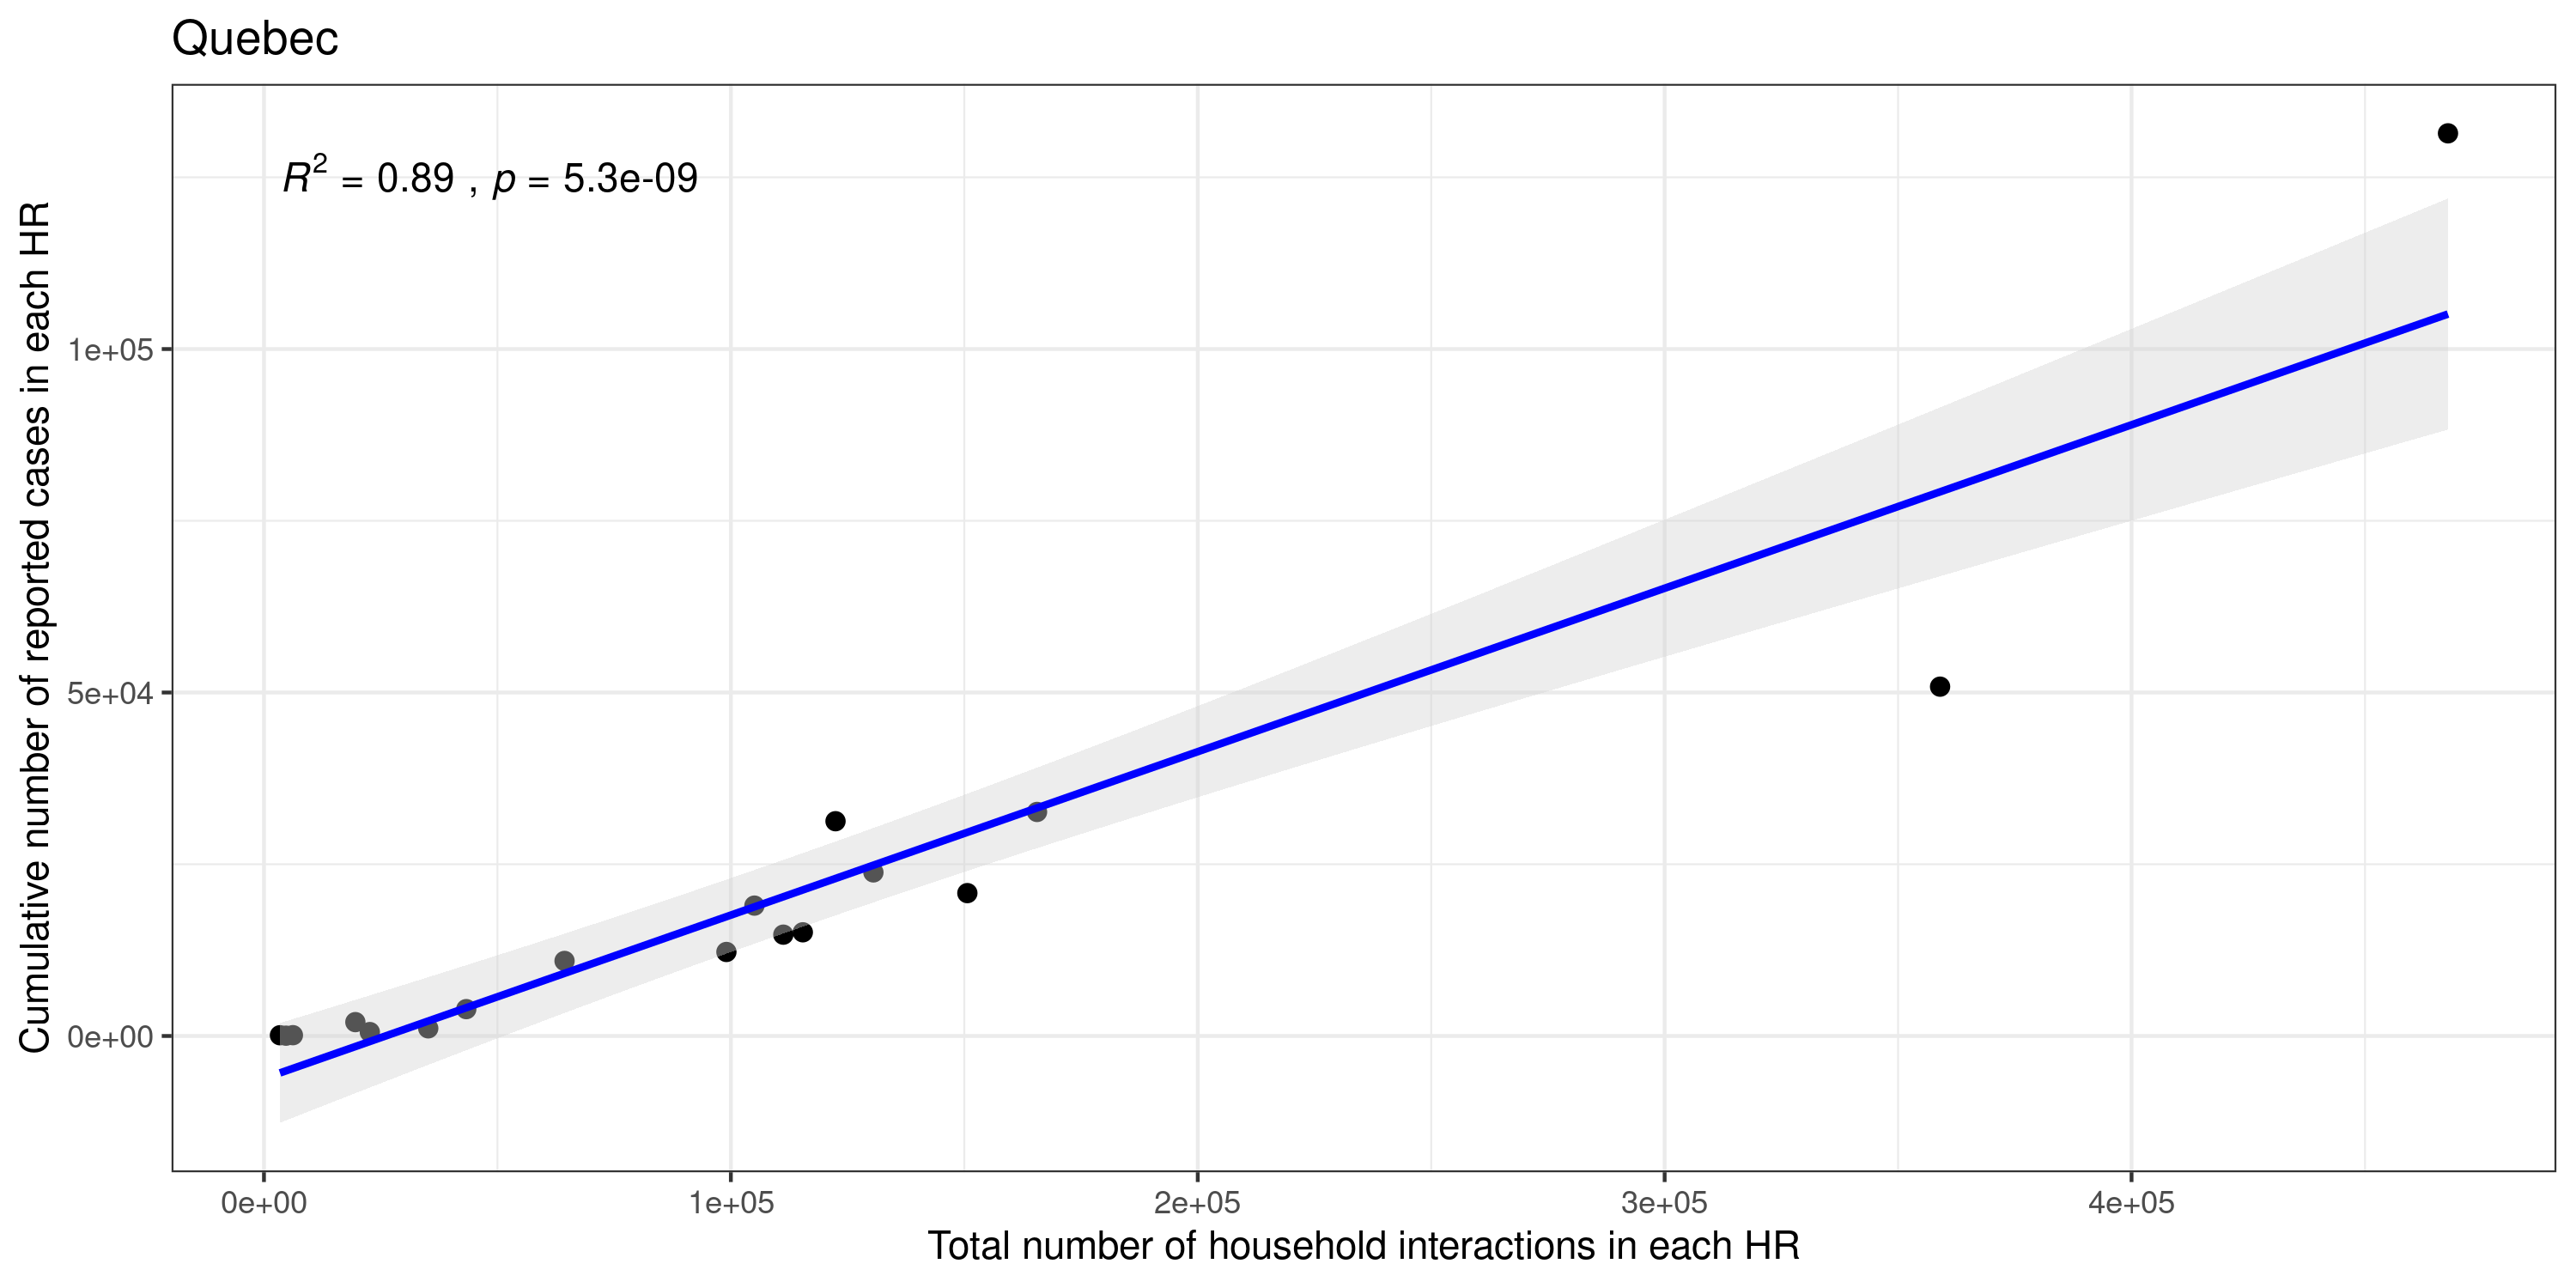 Quebec
R² = 0.89 , p = 5.3e-09
Cumulative number of reported cases in each HR
1e+05
5e+04
0e+00
0e+00 1e+05 2e+05 3e+05 4e+05
Total number of household interactions in each HR